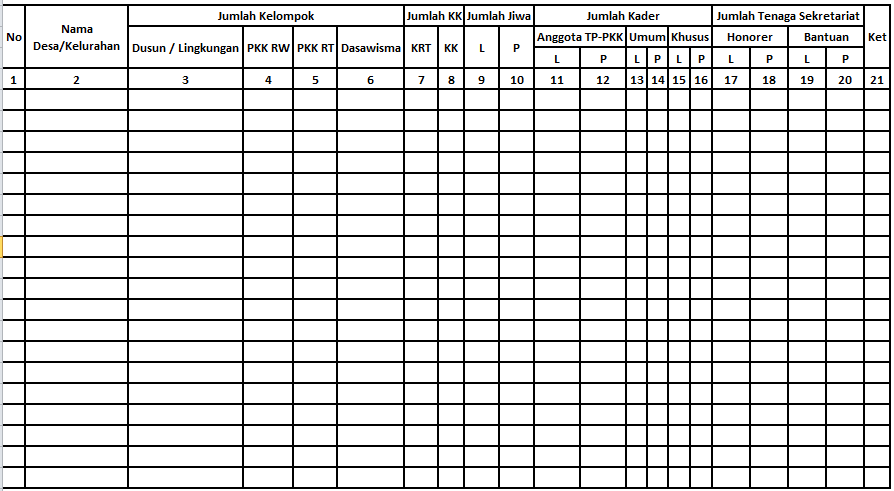 Jumlah Kelompok Jumlah KK Jumlah Jiwa Jumlah Kader Jumlah Tenaga Sekretariat
No Nama Desa/Kelurahan Dusun / Lingkungan PKK RW PKK RT Dasawisma KRT KK L P Anggota TP-PKK Umum Khusus Honorer Bantuan Ket
L P L P L P L P L P
1 2 3 4 5 6 7 8 9 10 11 12 13 14 15 16 17 18 19 20 21